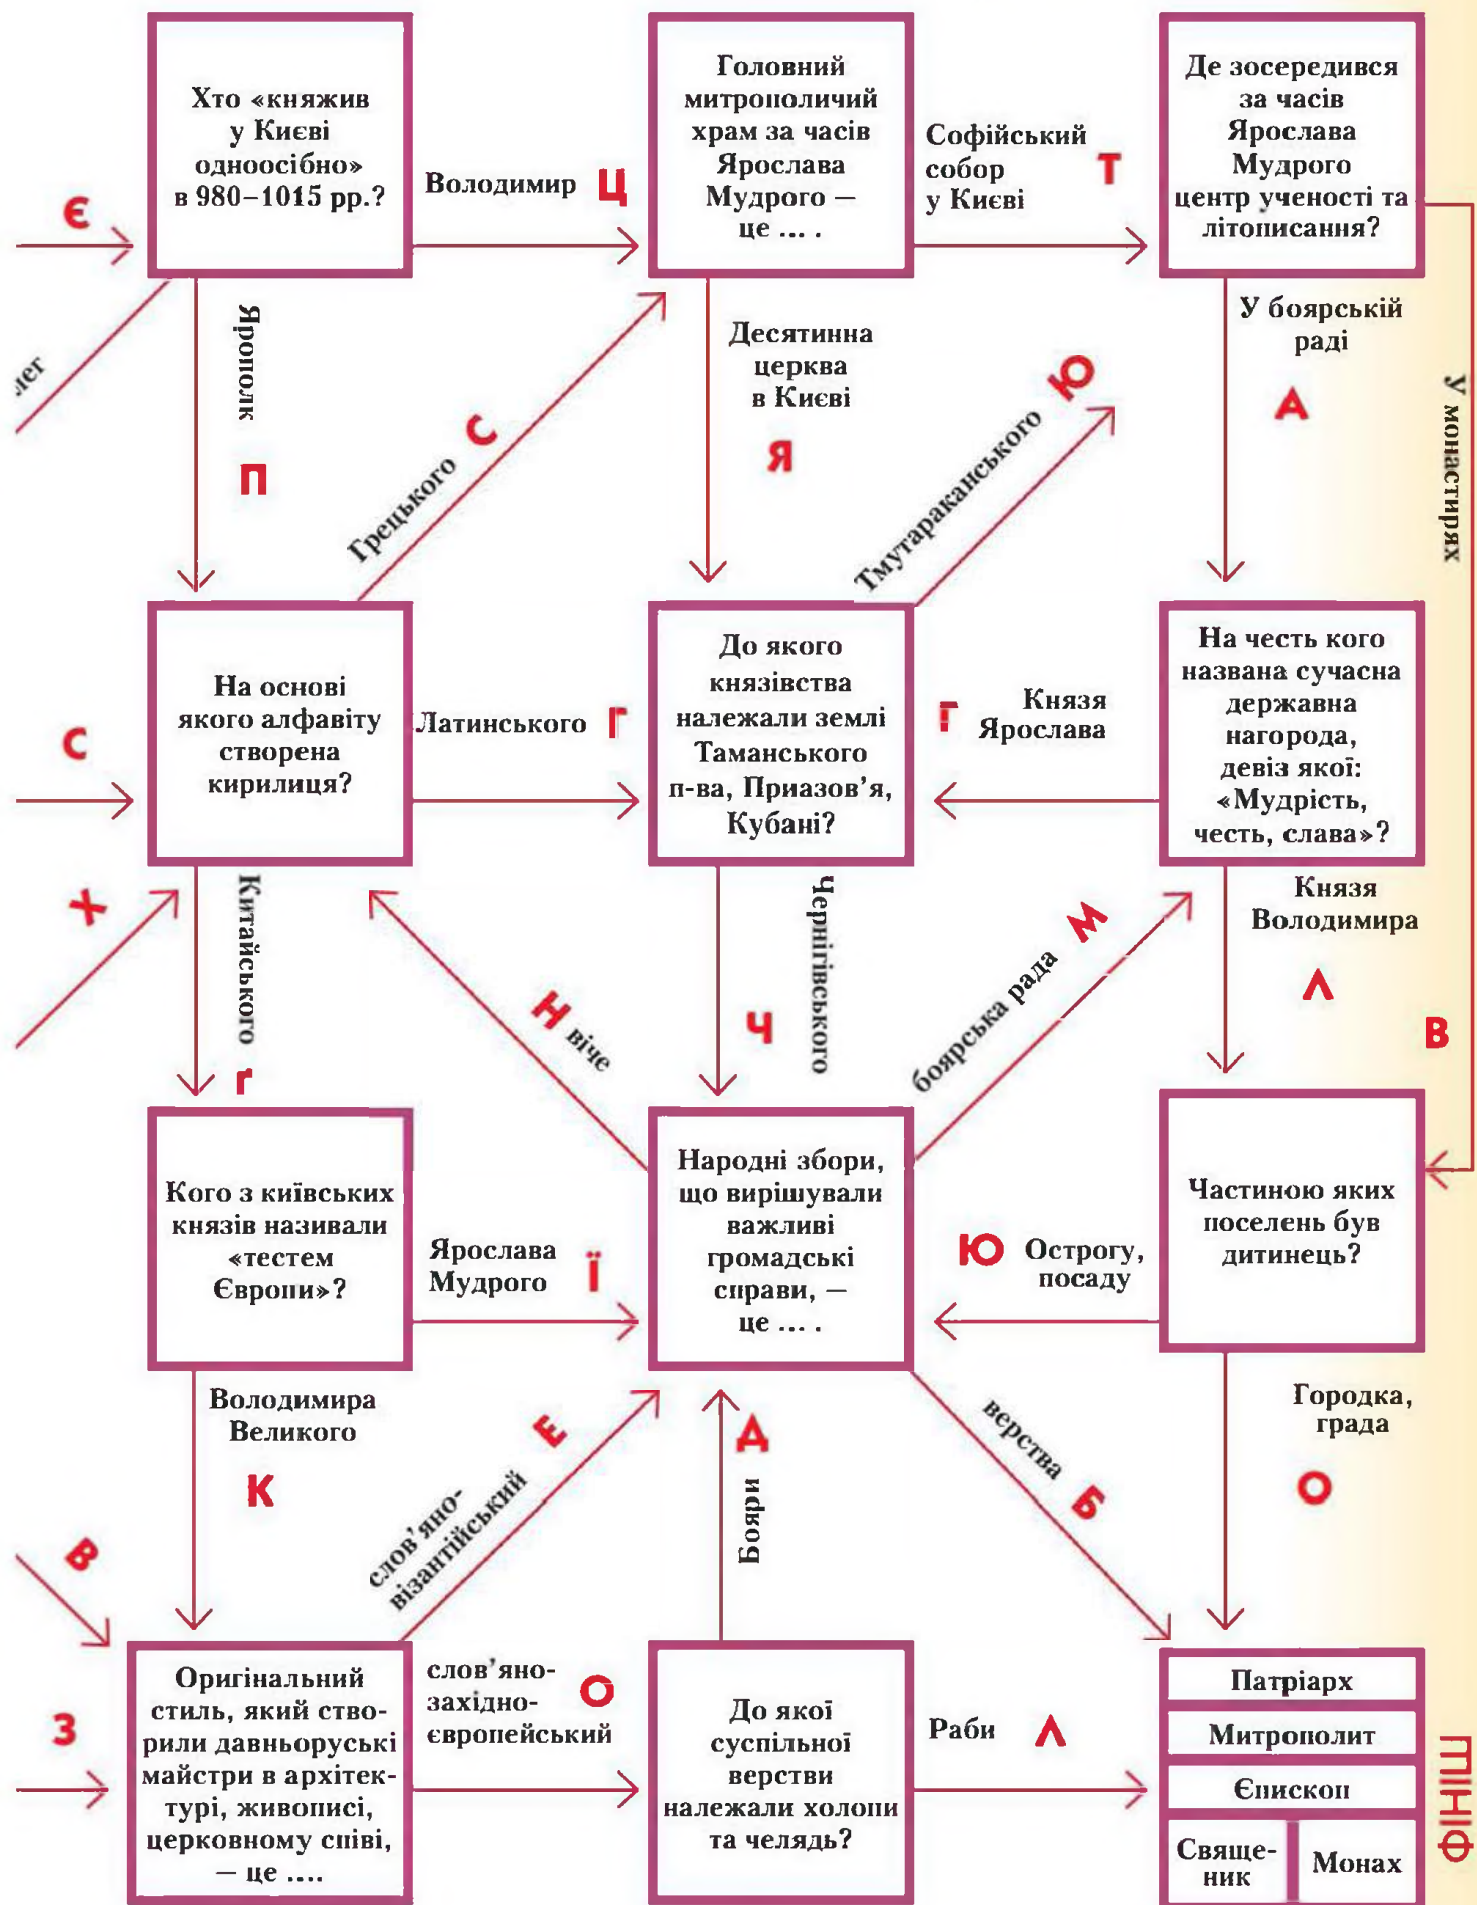 Хто «княжив
у Києві
одноосібно»
в 980–1015 рр.?
Є
Володимир Ц
Головний
митрополичий
храм за часів
Ярослава
Мудрого —
це ... .
Софійський
собор
у Києві
Т
Де зосередився
за часів
Ярослава
Мудрого
центр ученості та
літописання?
лег
Ярополк
П
Грецького С
Десятинна
церква
в Києві
Я
Тмутараканського Ю
У боярській
раді
А
У монастирях
В
С
На основі
якого алфавіту
створена
кирилиця?
Латинського Г
До якого
князівства
належали землі
Таманського
п-ва, Приазов’я,
Кубані?
Ґ
Князя
Ярослава
На честь кого
названа сучасна
державна
нагорода,
девіз якої:
«Мудрість,
честь, слава»?
Х
Китайського
ґ
Н віче
Чернігівського
Ч
боярська рада М
Князя
Володимира
Л
Кого з київських
князів називали
«тестем
Європи»?
Ярослава
Мудрого
Ї
Народні збори,
що вирішували
важливі
громадські
справи, —
це ... .
Ю
Острогу,
посаду
Частиною яких
поселень був
дитинець?
В
Володимира
Великого
К
слов’яно-
візантійський
Е
Д
Бояри
верства Б
Городка,
града
О
З
Оригінальний
стиль, який ство-
рили давньоруські
майстри в архітек-
турі, живописі,
церковному співі,
— це ....
слов’яно-
західно-
європейський
О
До якої
суспільної
верстви
належали холопи
та челядь?
Раби Л
Патріарх
Митрополит
Єпископ
Священ-
ник
Монах
ФІНІШ